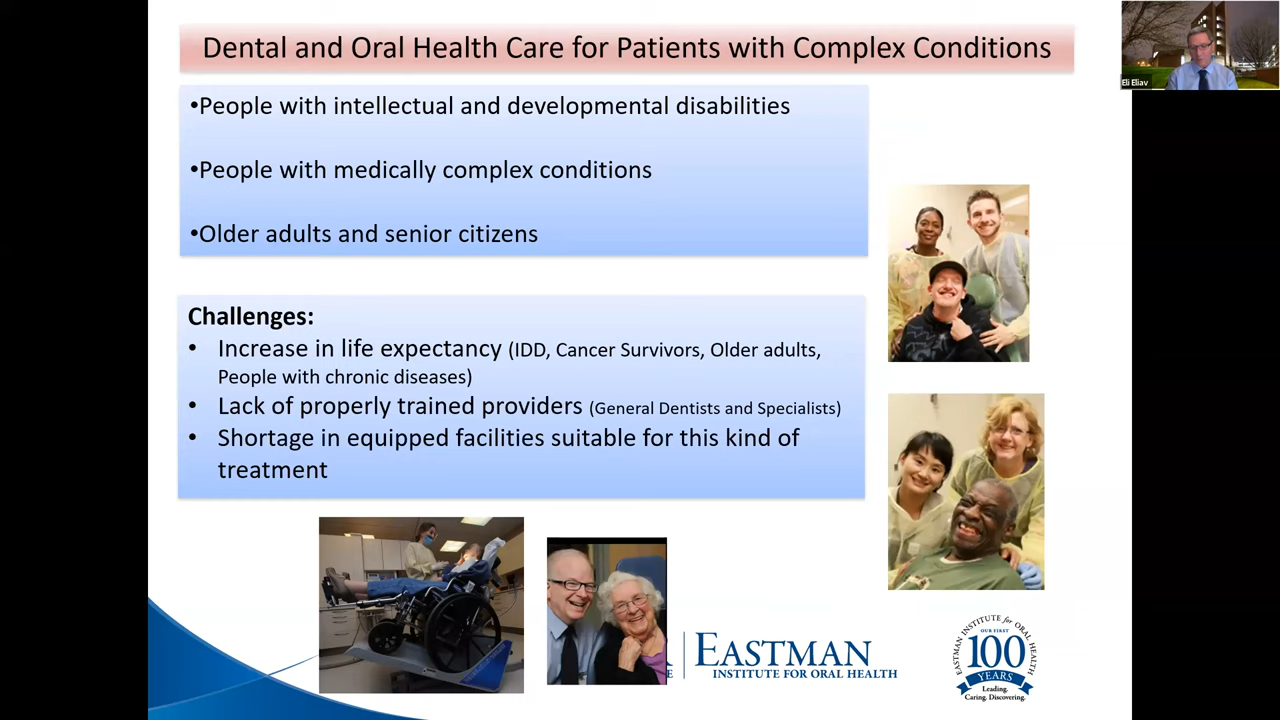 Dental and Oral Health Care for Patients with Complex Conditions
Eli Eliav
•People with intellectual and developmental disabilities
•People with medically complex conditions
•Older adults and senior citizens
Challenges:
• Increase in life expectancy (IDD, Cancer Survivors, Older adults,
People with chronic diseases)
• Lack of properly trained providers (General Dentists and Specialists)
• Shortage in equipped facilities suitable for this kind of
treatment
EASTMAN
INSTITUTE FOR ORAL HEALTH
EASTMAN INSTITUTE for ORAL HEALTH
OUR FIRST
100
YEARS
Leading.
Caring. Discovering.